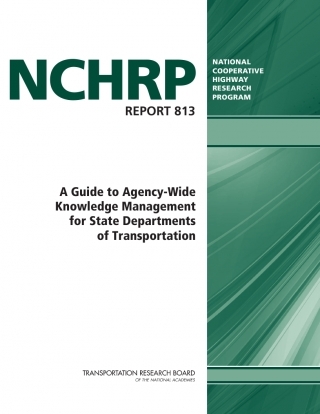 NCHRP
REPORT 813
NATIONAL
COOPERATIVE
HIGHWAY
RESEARCH
PROGRAM
A Guide to Agency-Wide
Knowledge Management
for State Departments
of Transportation
TRANSPORTATION RESEARCH BOARD
OF THE NATIONAL ACADEMIES